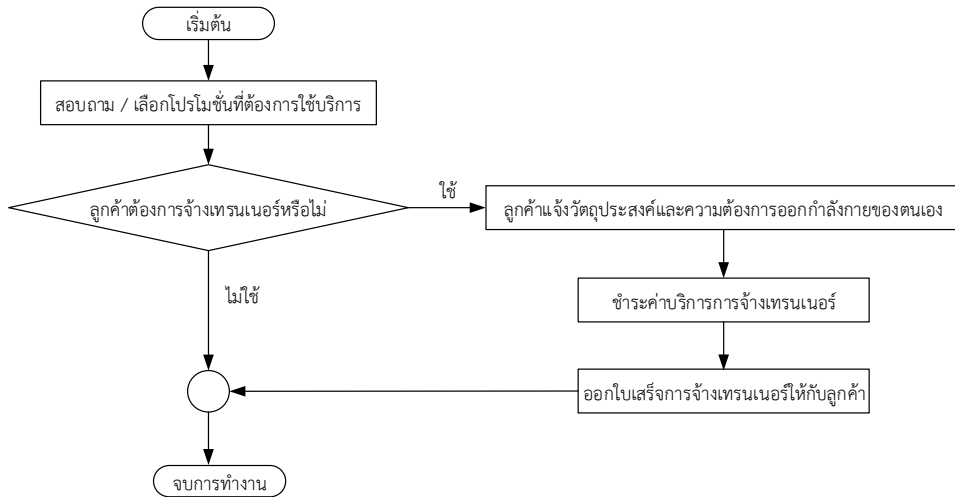 เริ่มต้น
สอบถาม / เลือกโปรโมชั่นที่ต้องการใช้บริการ
ลูกค้าต้องการจ้างเทรนเนอร์หรือไม่
ใช้
ลูกค้าแจ้งวัตถุประสงค์และความต้องการออกกำลังกายของตนเอง
ไม่ใช้
ชำระค่าบริการการจ้างเทรนเนอร์
ออกใบเสร็จการจ้างเทรนเนอร์ให้กับลูกค้า
จบการทำงาน